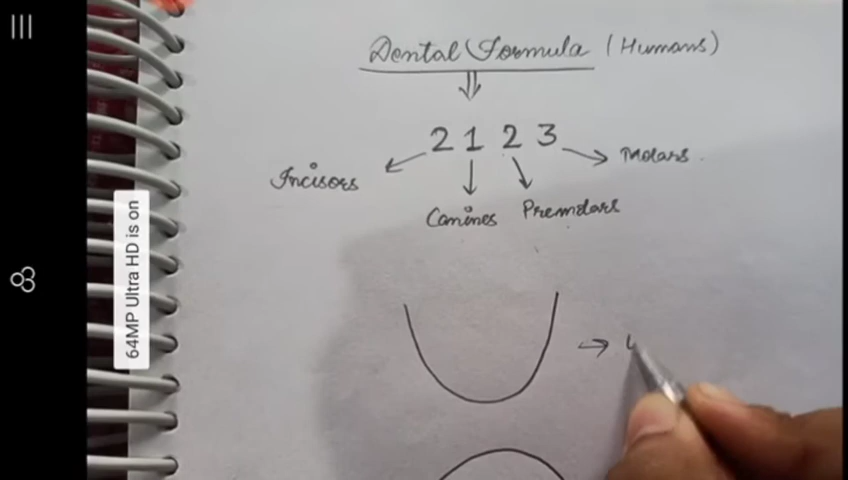 Dental Formula (Humans)
2 1 2 3
Incisors
Molars.
Canines
Premolars
64MP Ultra HD is on